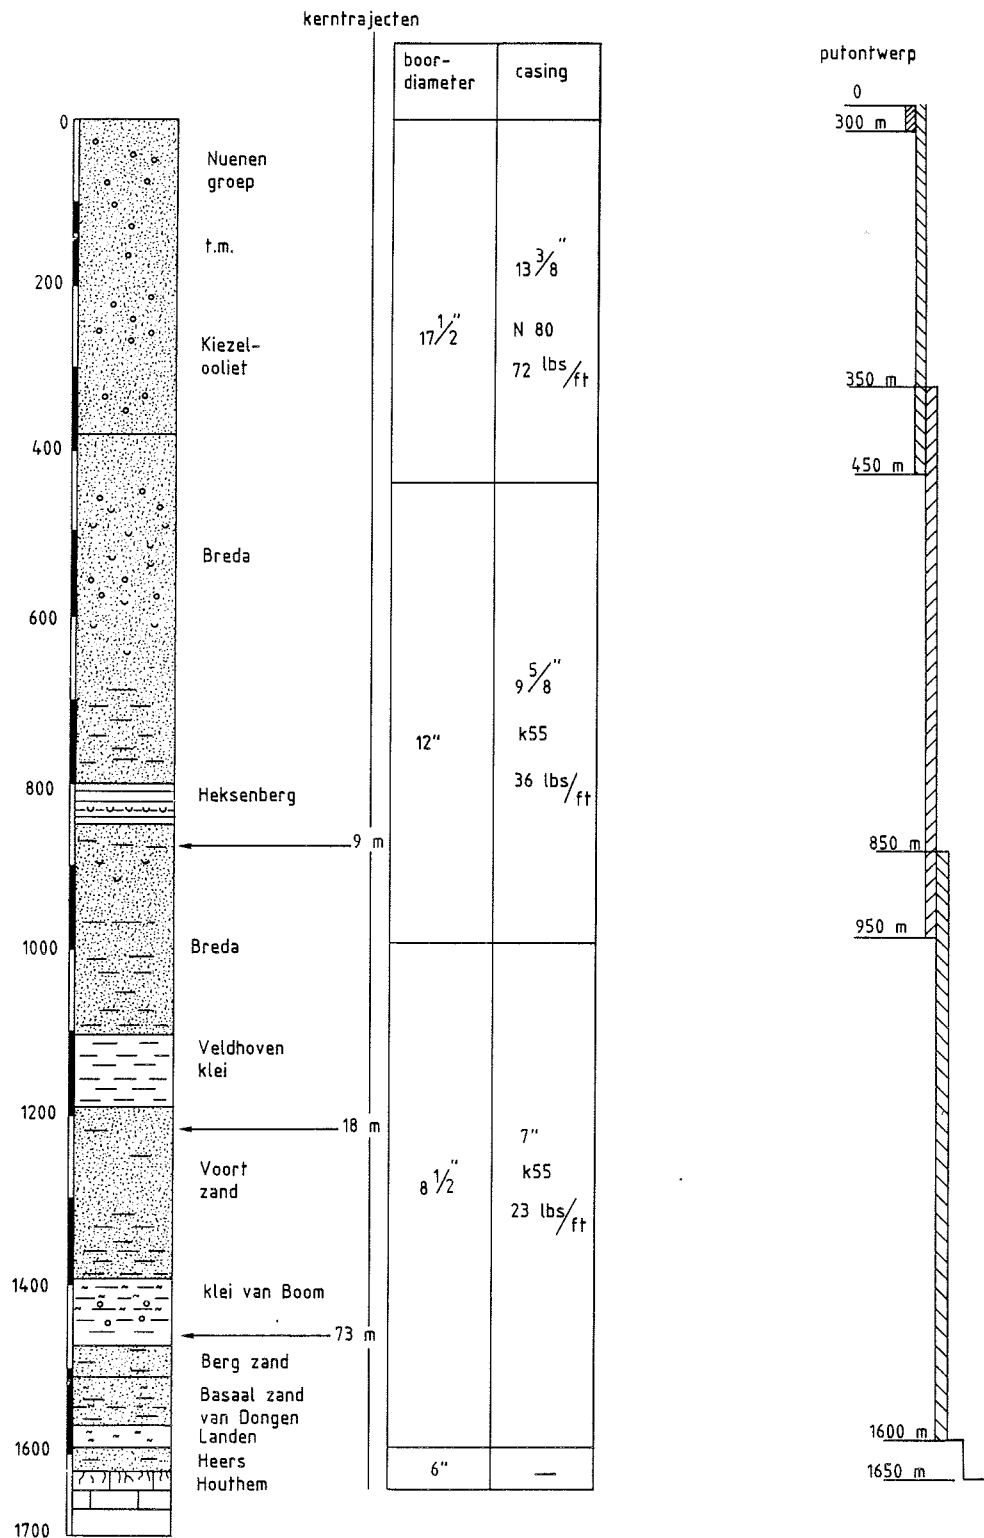 kerntrajecten
boor-
diameter
casing
putontwerp
0
300 m
350 m
450 m
850 m
950 m
1600 m
1650 m
0
200
400
600
800
1000
1200
1400
1600
1700
Nuenen
groep
t.m.
Kiezel-
ooliet
Breda
Heksenberg
9 m
Breda
Veldhoven
klei
18 m
Voort
zand
klei van Boom
73 m
Berg zand
Basaal zand
van Dongen
Landen
Heers
Houthem
17 1/2"
13 3/8"
N 80
72 lbs/ft
12"
9 5/8"
k55
36 lbs/ft
8 1/2"
7"
k55
23 lbs/ft
6"
—